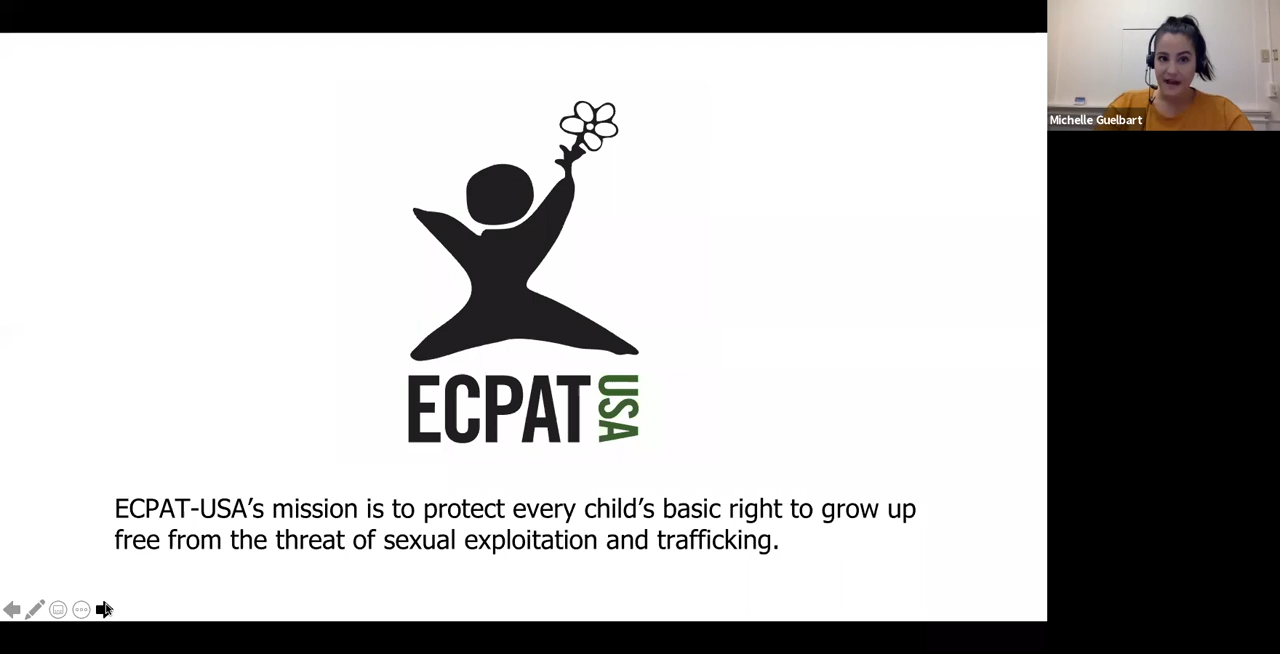 Michelle Guelbart
ECPAT USA
ECPAT-USA's mission is to protect every child's basic right to grow up
free from the threat of sexual exploitation and trafficking.